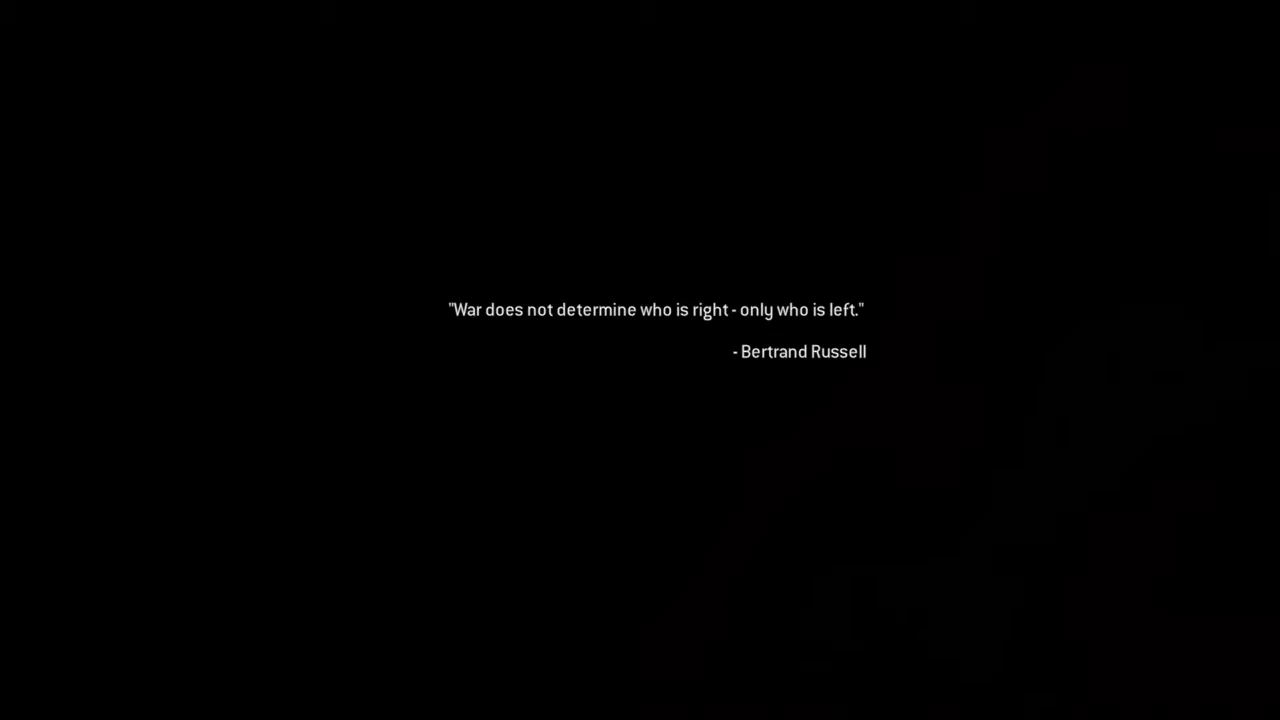 "War does not determine who is right - only who is left."
- Bertrand Russell